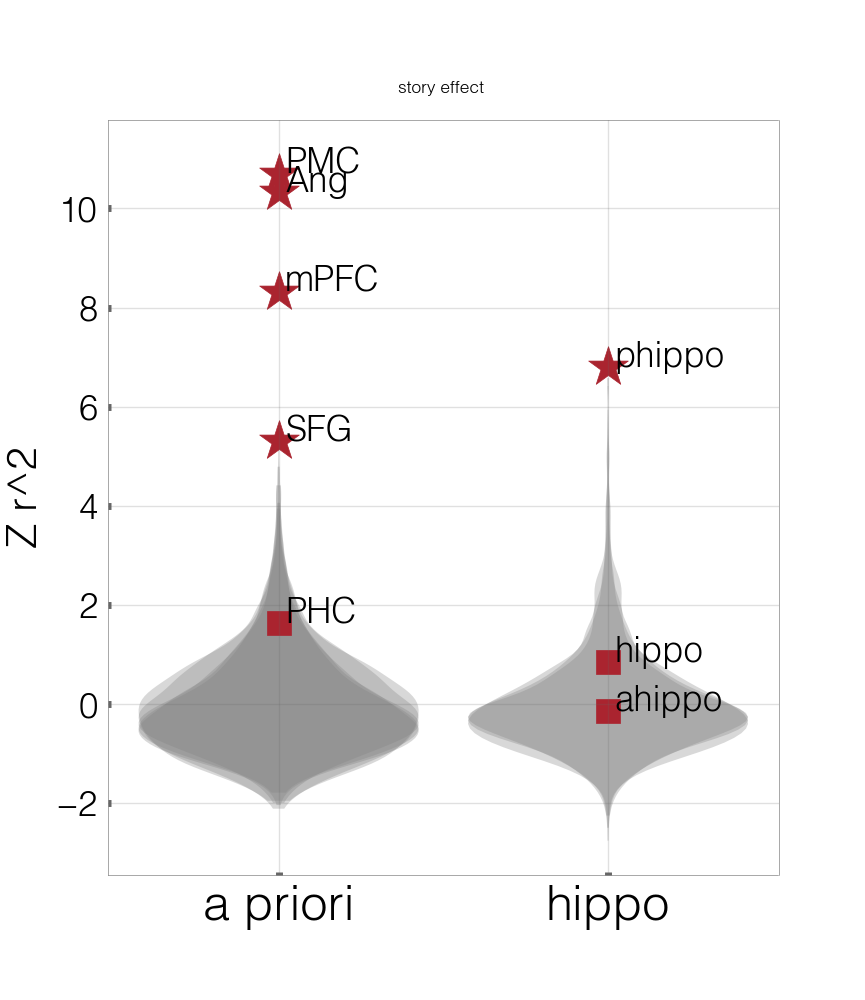 story effect
PMC
Ang
10
mPFC
8
phippo
6
SFG
Z r^2
4
2
PHC
hippo
0
ahippo
−2
a priori
hippo